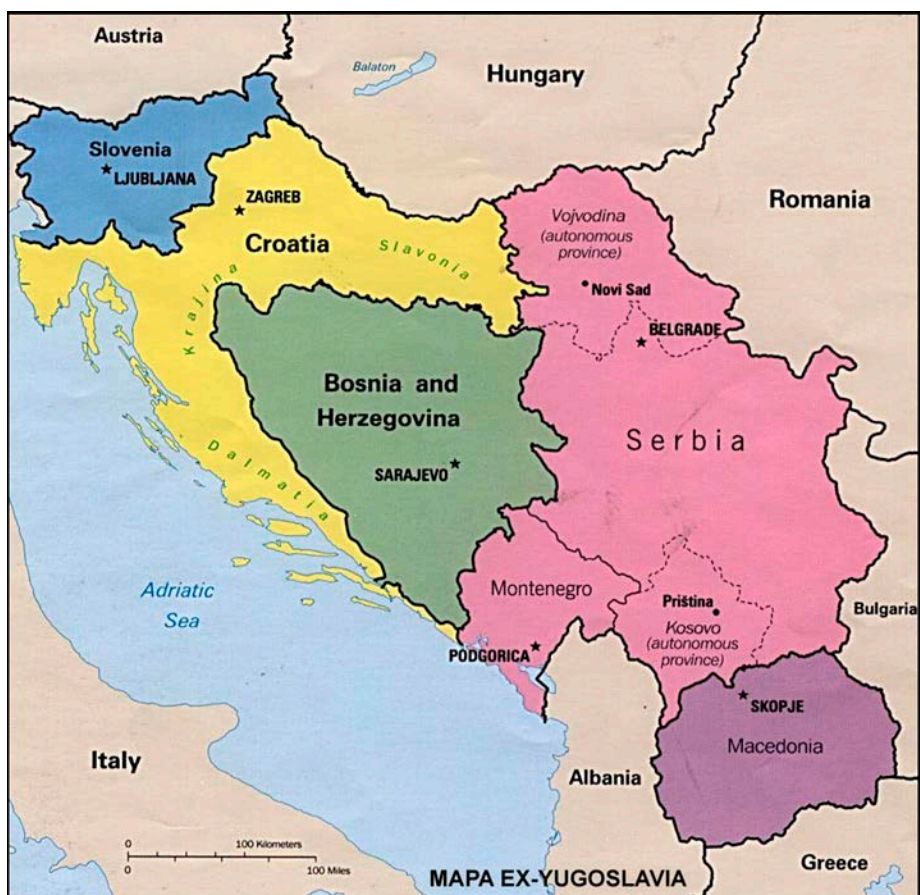 Austria
Balaton
Hungary
Slovenia
LJUBLJANA
ZAGREB
Croatia
Slavonia
Krajina
Vojvodina
(autonomous
province)
Romania
Novi Sad
BELGRADE
Bosnia and
Herzegovina
Serbia
SARAJEVO
Dalmatia
Adriatic
Sea
Montenegro
Priština
Kosovo
(autonomous
province)
Bulgaria
PODGORICA
SKOPJE
Macedonia
Italy
Albania
0 100 Kilometers
0 100 Miles
Greece
MAPA EX-YUGOSLAVIA